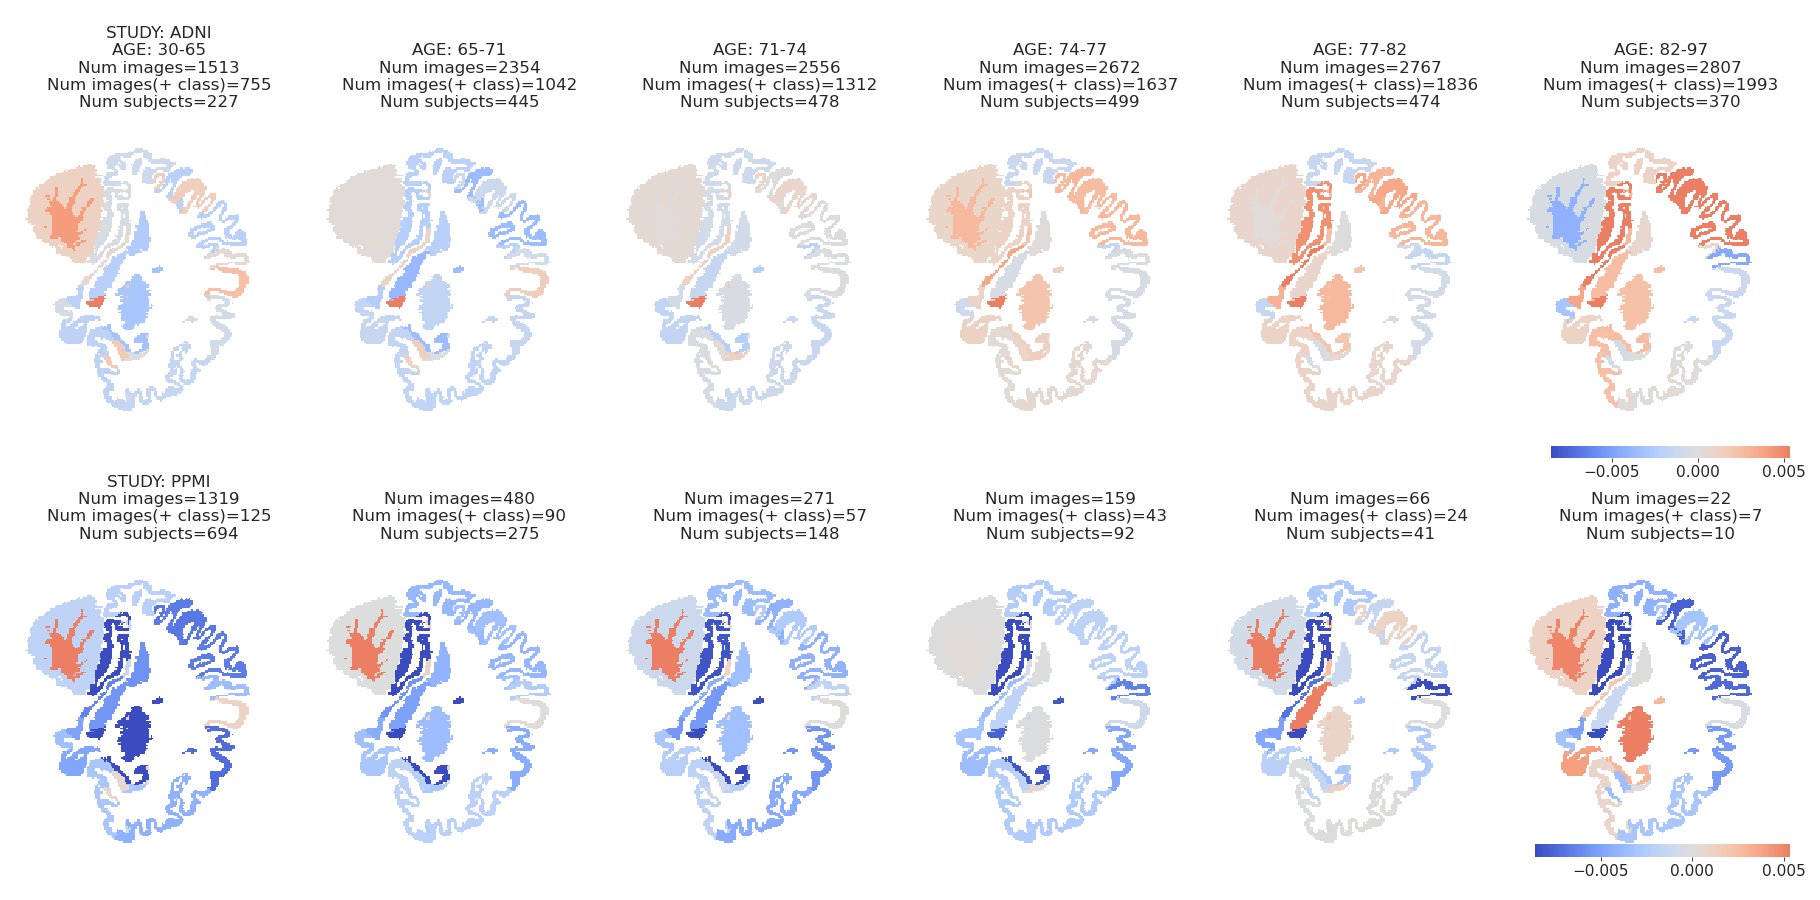 STUDY: ADNI
AGE: 30-65
Num images=1513
Num images(+ class)=755
Num subjects=227
AGE: 65-71
Num images=2354
Num images(+ class)=1042
Num subjects=445
AGE: 71-74
Num images=2556
Num images(+ class)=1312
Num subjects=478
AGE: 74-77
Num images=2672
Num images(+ class)=1637
Num subjects=499
AGE: 77-82
Num images=2767
Num images(+ class)=1836
Num subjects=474
AGE: 82-97
Num images=2807
Num images(+ class)=1993
Num subjects=370
−0.005 0.000 0.005
STUDY: PPMI
Num images=1319
Num images(+ class)=125
Num subjects=694
Num images=480
Num images(+ class)=90
Num subjects=275
Num images=271
Num images(+ class)=57
Num subjects=148
Num images=159
Num images(+ class)=43
Num subjects=92
Num images=66
Num images(+ class)=24
Num subjects=41
Num images=22
Num images(+ class)=7
Num subjects=10
−0.005 0.000 0.005